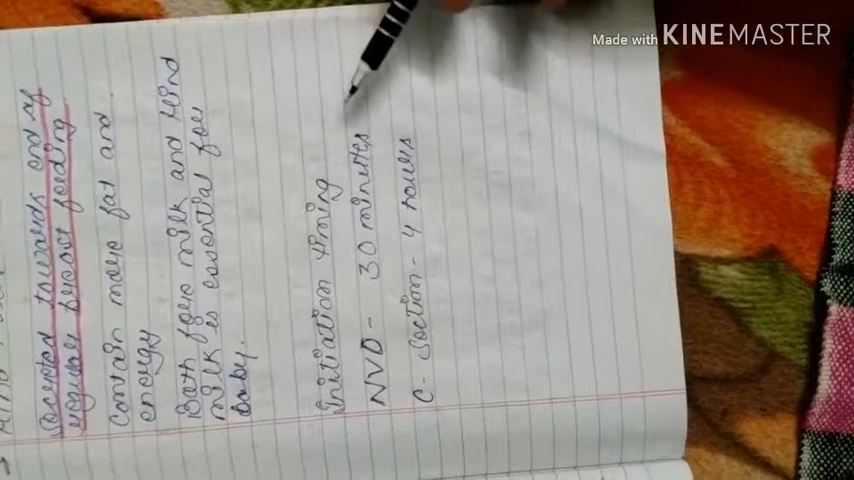 Secreted towards end of
regular breast feeding
Contain more fat and
energy
Both fore milk and hind
milk is essential for
baby.
Initiation timing
NVD - 30 minutes
C - Section - 4 hours
Made with KINEMASTER